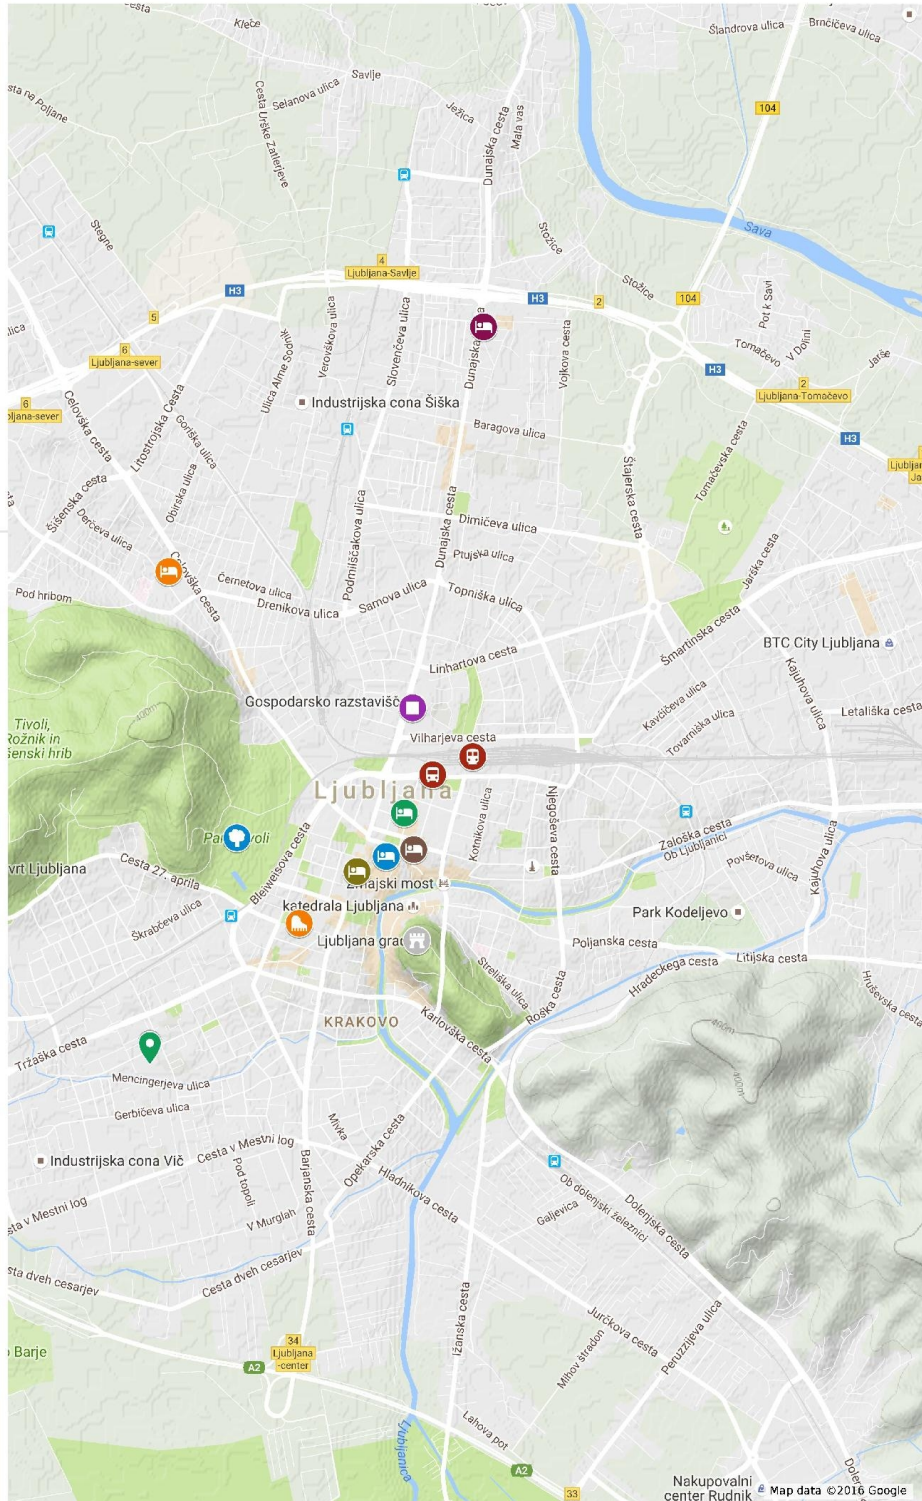 Štandrova ulica
Brnčičeva ulica
Kleče
Savlje
Selanova ulica
Cesta Urške Zatlerjeve
Ježica
Dunajska cesta
Mala vas
104
sta na Poljane
Stegne
Stožice
Sava
4
Ljubljana-Savlje
H3
H3
2
Stožice
104
Pot k Savi
V Dolini
Tomačevo
Jarše
5
6
Ljubljana-sever
6
bljana-sever
Ulica Alme Sodnik
Verovškova ulica
Slovenčeva ulica
Dunajska
Vojkova cesta
H3
2
Ljubljana-Tomačevo
H3
Industrijska cona Šiška
Celovška cesta
Litostrojska Cesta
Goriška ulica
Obirska ulica
Baragova ulica
Štajerska cesta
Tomačevska cesta
Šišenska cesta
Derčeva ulica
Podmilščakova ulica
Dunajska cesta
Dimičeva ulica
Ptujska ulica
Jarška cesta
Celovška cesta
Pod hribom
Černetova ulica
Drenikova ulica
Samova ulica
Topniška ulica
Šmartinska cesta
BTC City Ljubljana
Linhartova cesta
Kajuhova ulica
Letališka cesta
400m
Gospodarsko razstavišč
Kavčičeva ulica
Tovarniška ulica
Vilharjeva cesta
Tivoli,
Rožnik in
šenski hrib
Ljubljana
Kotnikova ulica
Njegoševa cesta
Zaloška cesta
Ob Ljubljanici
Povšetova ulica
Kajuhova ulica
vrt Ljubljana
Cesta 27. aprila
Bleiweisova cesta
Zmajski most
Škrabčeva ulica
katedrala Ljubljana
Park Kodeljevo
Ljubljana grad
Poljanska cesta
Streliška ulica
Hradeckega cesta
Litijska cesta
Hruševska cesta
Roška cesta
KRAKOVO
Karlovška cesta
400m
400m
Tržaška cesta
Mencingerjeva ulica
Gerbičeva ulica
Mivka
Industrijska cona Vič
Cesta v Mestni log
Pod topoli
Barjanska cesta
Opekarska cesta
Hladnikova cesta
sta v Mestni log
V Murglah
Ob dolenjski železnici
Galjevica
Dolenjska cesta
sta dveh cesarjev
Cesta dveh cesarjev
Ižanska cesta
Jurčkova cesta
Mihov štradon
Peruzzijeva ulica
34
Ljubljana
-center
A2
Barje
Lahova pot
Ljubljanica
A2
33
Nakupovalni
center Rudnik
Map data ©2016 Google